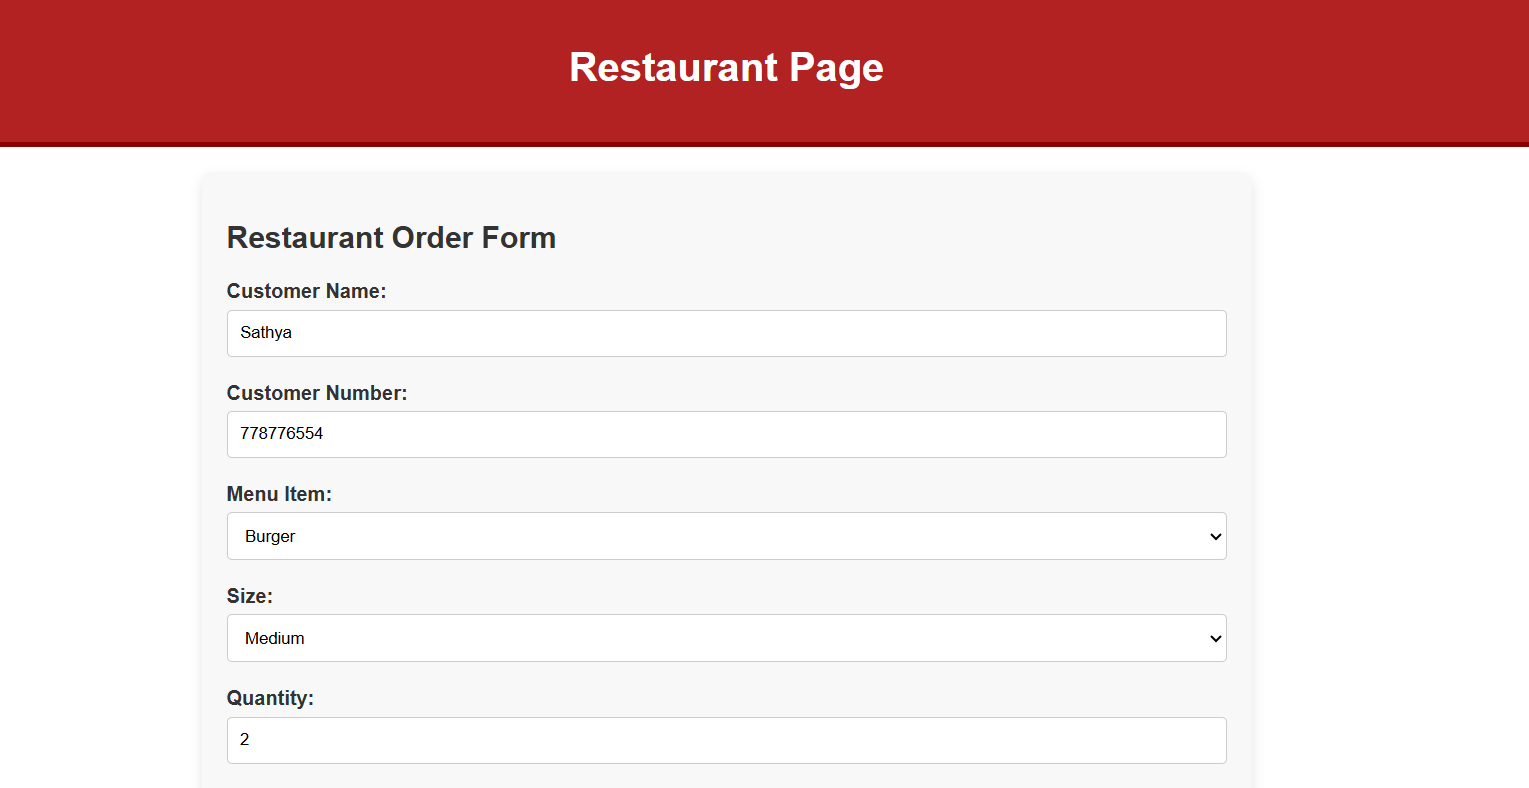 Restaurant Page
Restaurant Order Form
Customer Name:
Sathya
Customer Number:
778776554
Menu Item:
Burger
Size:
Medium
Quantity:
2